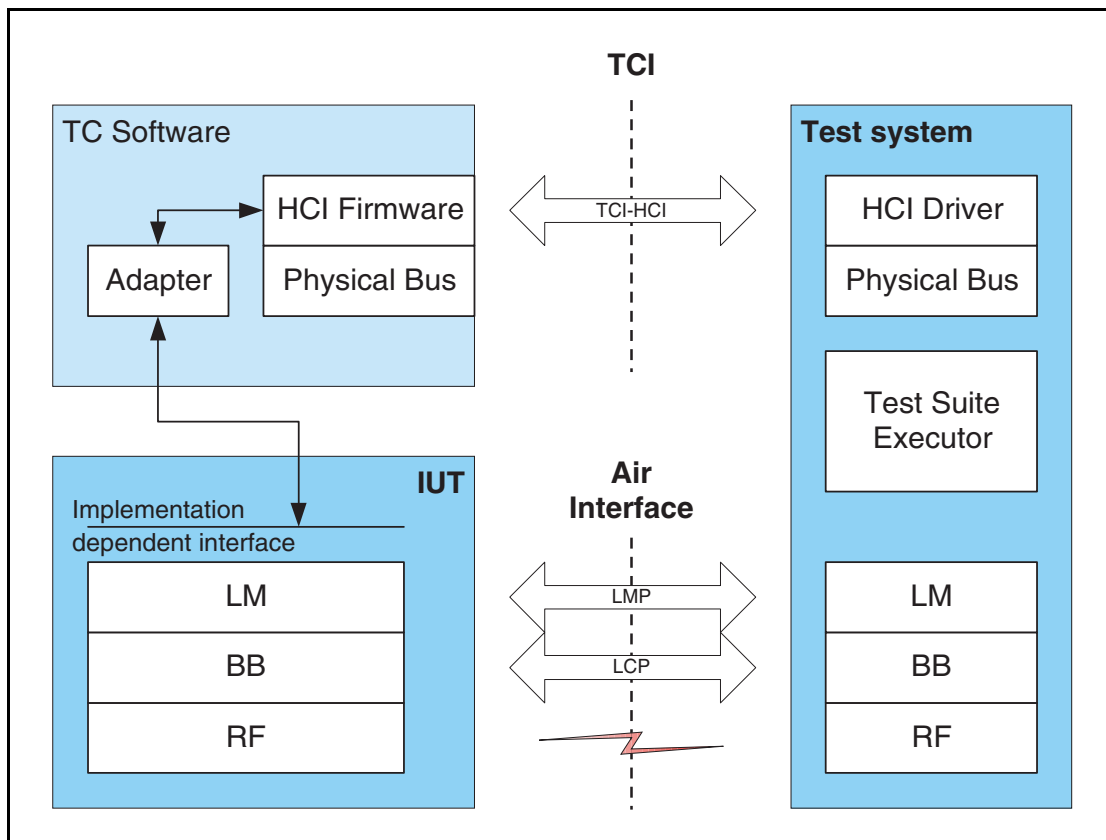 TCI
TC Software
HCI Firmware
Adapter
Physical Bus
TCI-HCI
Test system
HCI Driver
Physical Bus
Test Suite
Executor
IUT
Implementation
dependent interface
LM
BB
RF
Air
Interface
LMP
LCP
LM
BB
RF